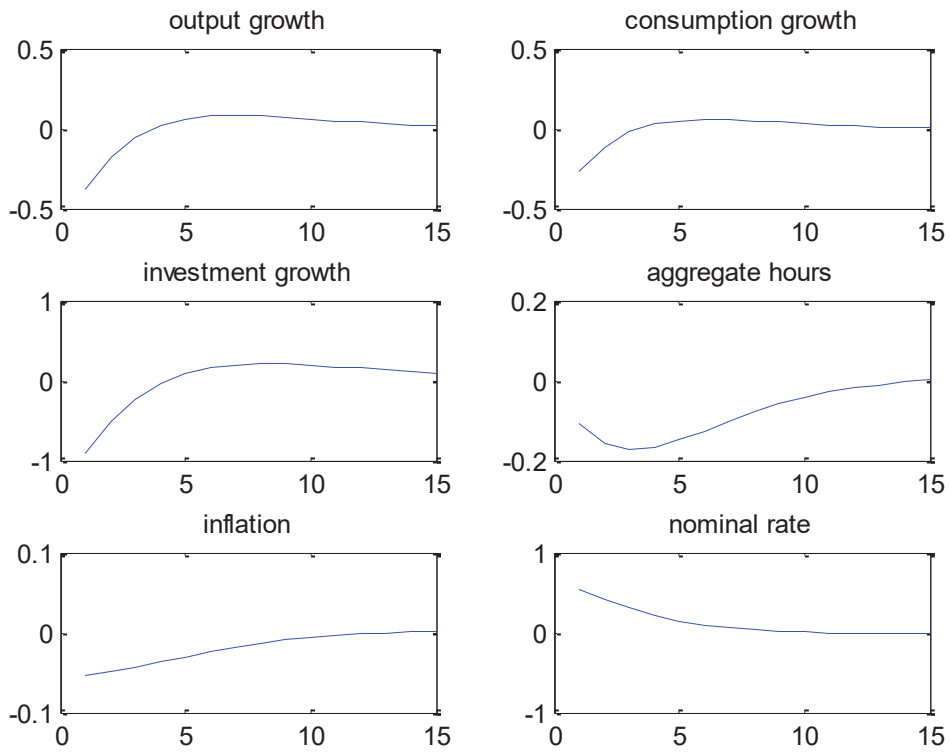 output growth
consumption growth
0.5
0
-0.5
0 5 10 15
0.5
0
-0.5
0 5 10 15
investment growth
aggregate hours
1
0
-1
0 5 10 15
0.2
0
-0.2
0 5 10 15
inflation
nominal rate
0.1
0
-0.1
0 5 10 15
1
0
-1
0 5 10 15